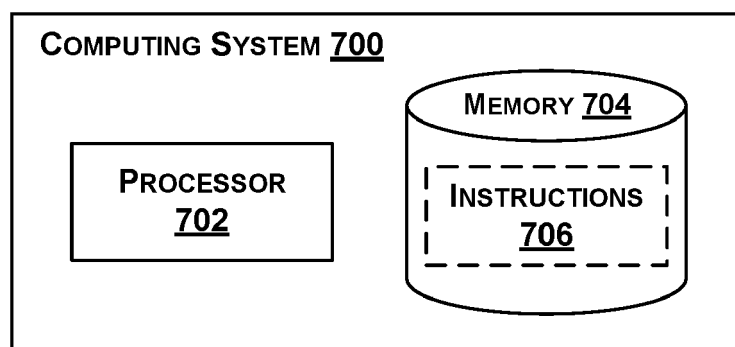 COMPUTING SYSTEM 700
MEMORY 704
PROCESSOR
702
INSTRUCTIONS
706